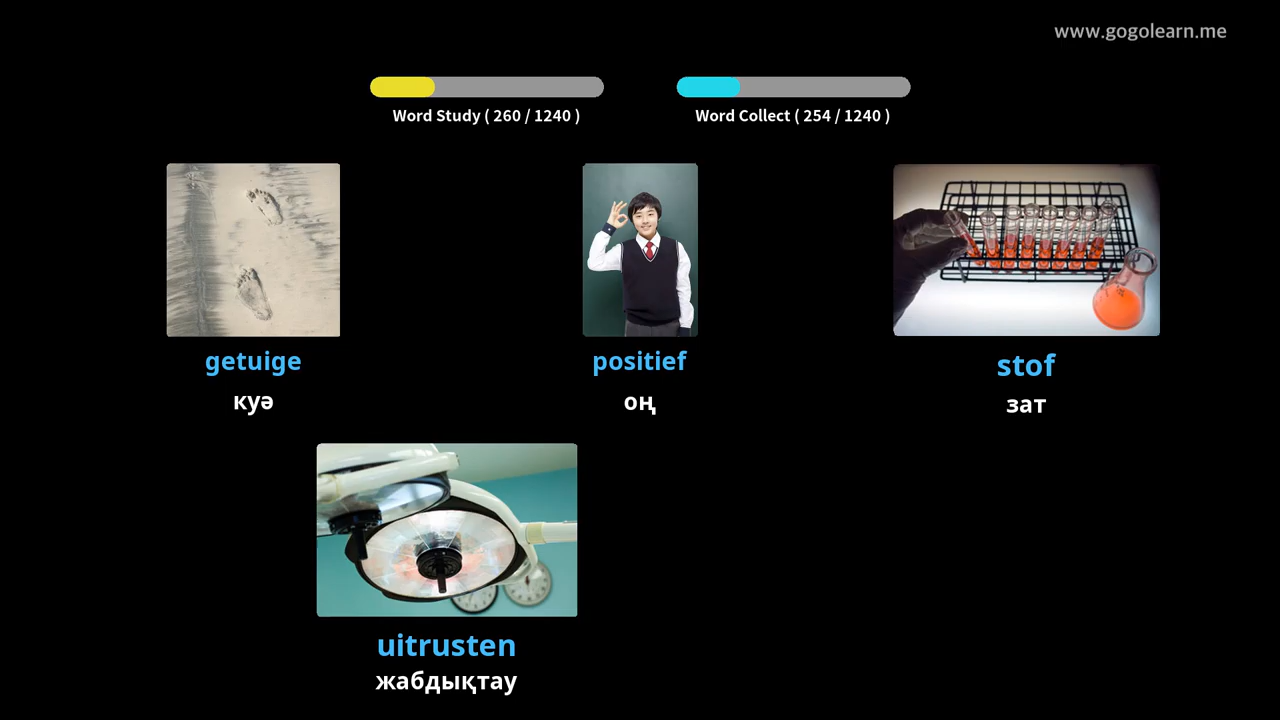 www.gogolearn.me
Word Study ( 260 / 1240 )
Word Collect ( 254 / 1240 )
getuige
куә
positief
оң
stof
зат
uitrusten
жабдықтау